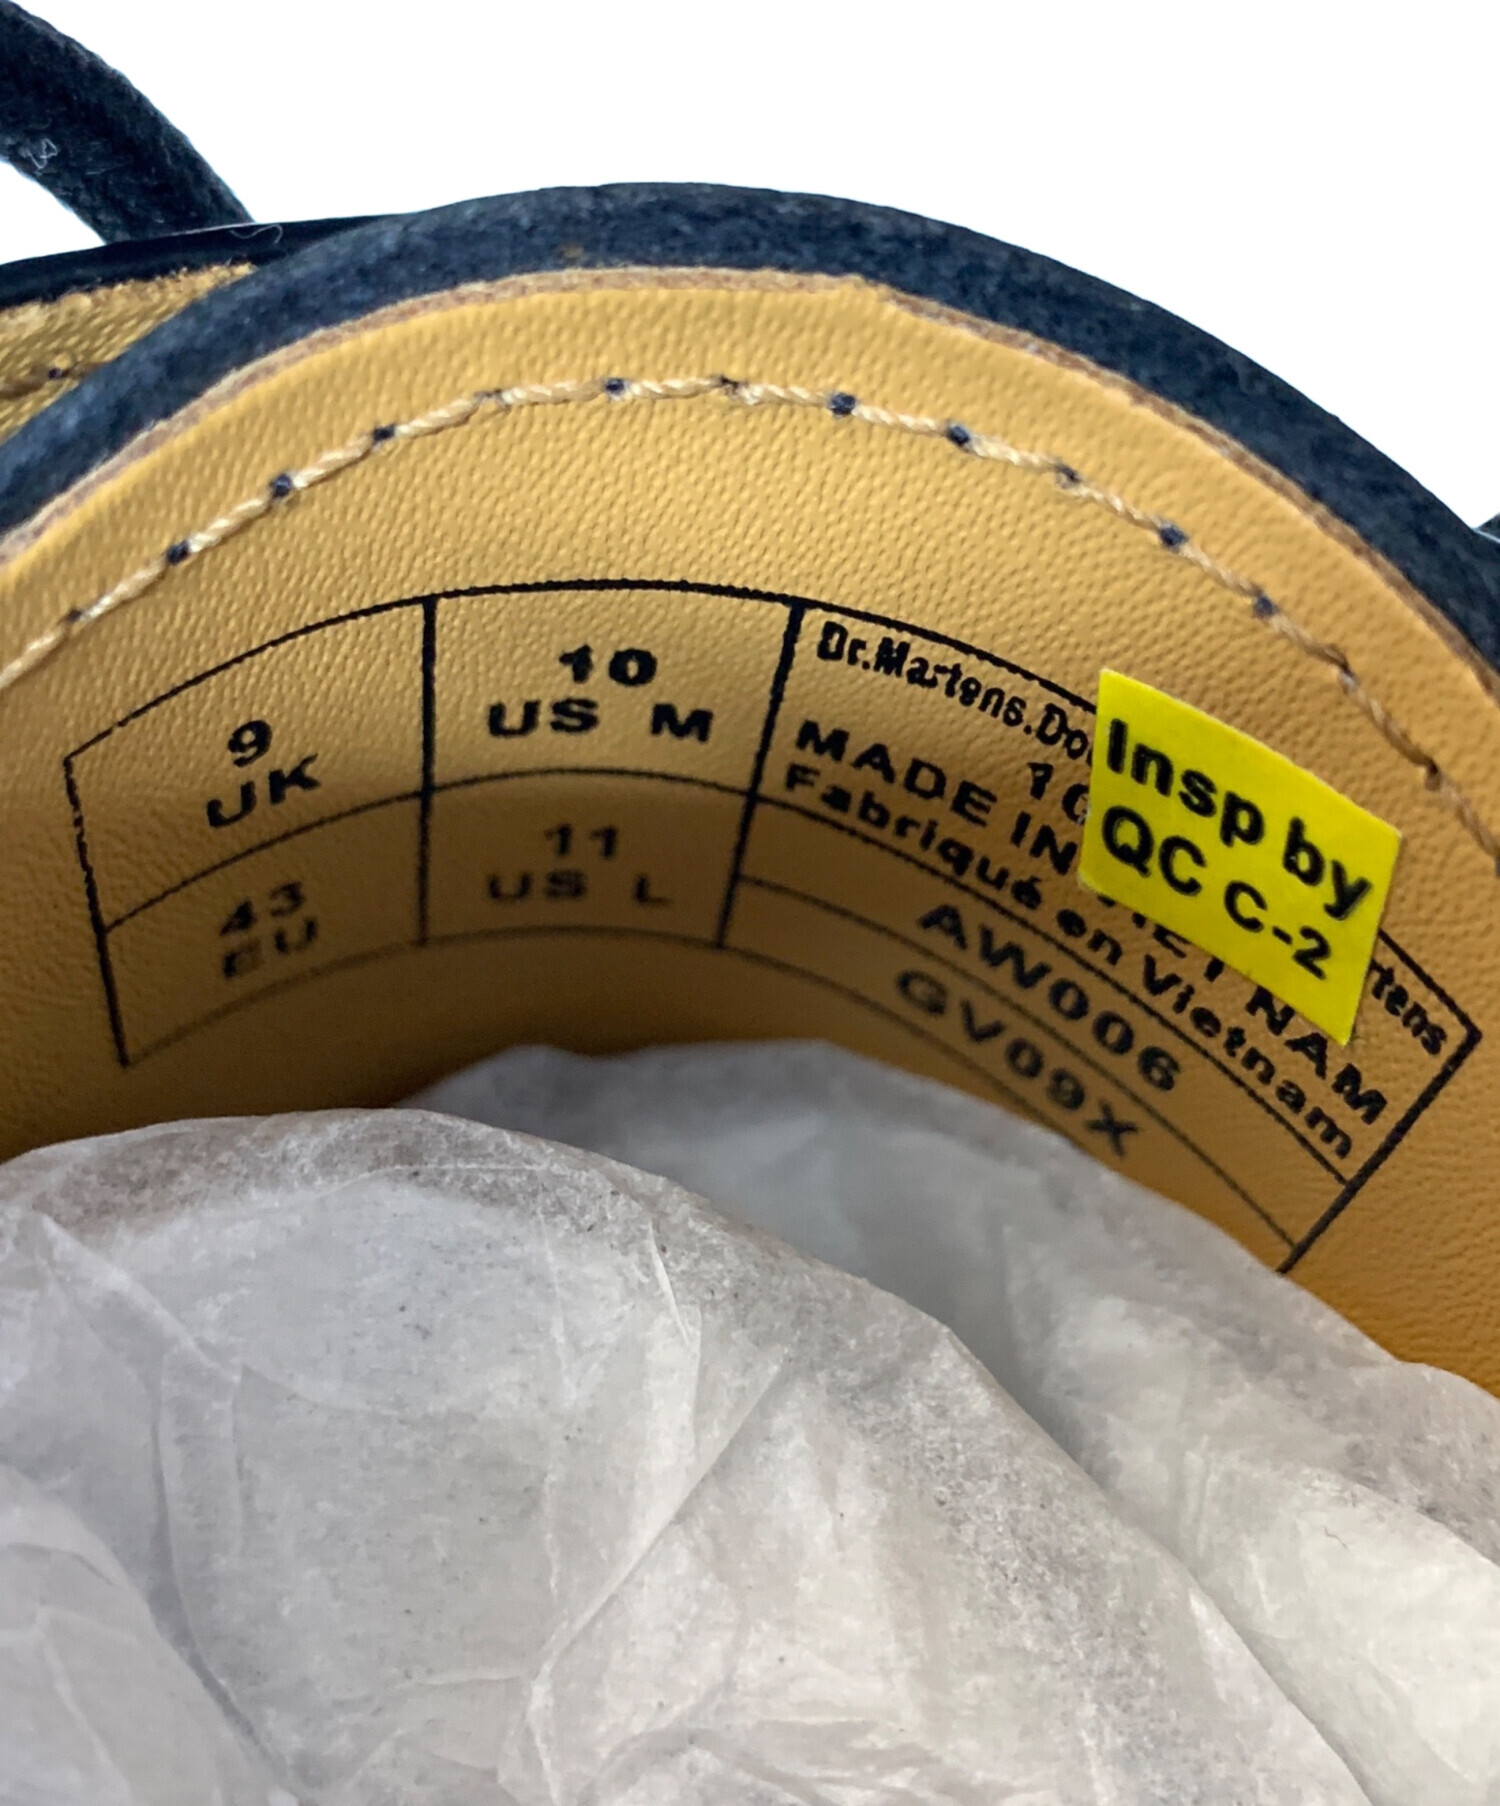 9
UK
43
EU
10
US M
11
US L
Dr.Martens.Do
MADE IN
NAM
Fabriqué en Vietnam
AW006
GV09X
Insp by
QC C-2